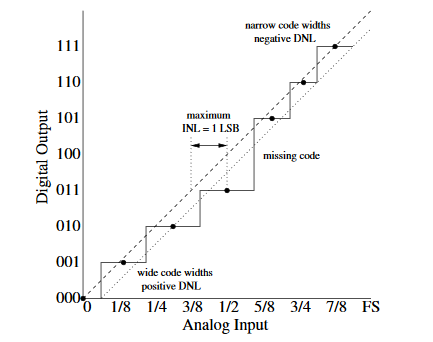 narrow code widths
negative DNL
111
110
maximum
INL = 1 LSB
101
100
missing code
011
010
001
wide code widths
positive DNL
000
0 1/8 1/4 3/8 1/2 5/8 3/4 7/8 FS
Analog Input
Digital Output